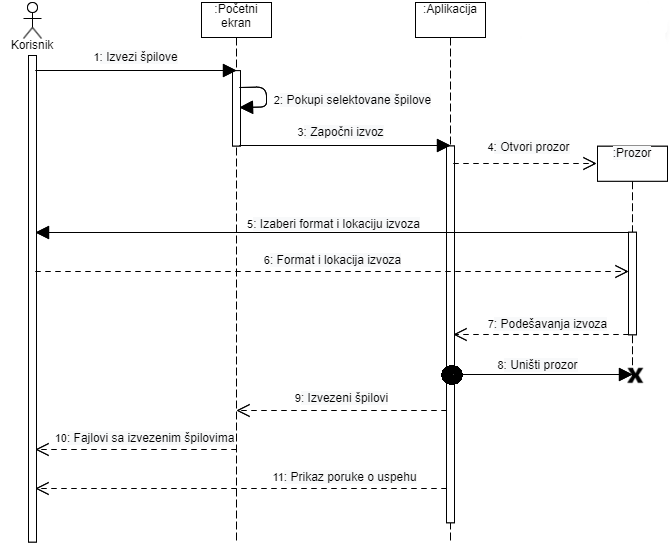 :Početni
ekran
:Aplikacija
Korisnik
1: Izvezi špilove
2: Pokupi selektovane špilove
3: Započni izvoz
4: Otvori prozor
:Prozor
5: Izaberi format i lokaciju izvoza
6: Format i lokacija izvoza
7: Podešavanja izvoza
8: Uništi prozor
9: Izvezeni špilovi
10: Fajlovi sa izvezenim špilovima
11: Prikaz poruke o uspehu